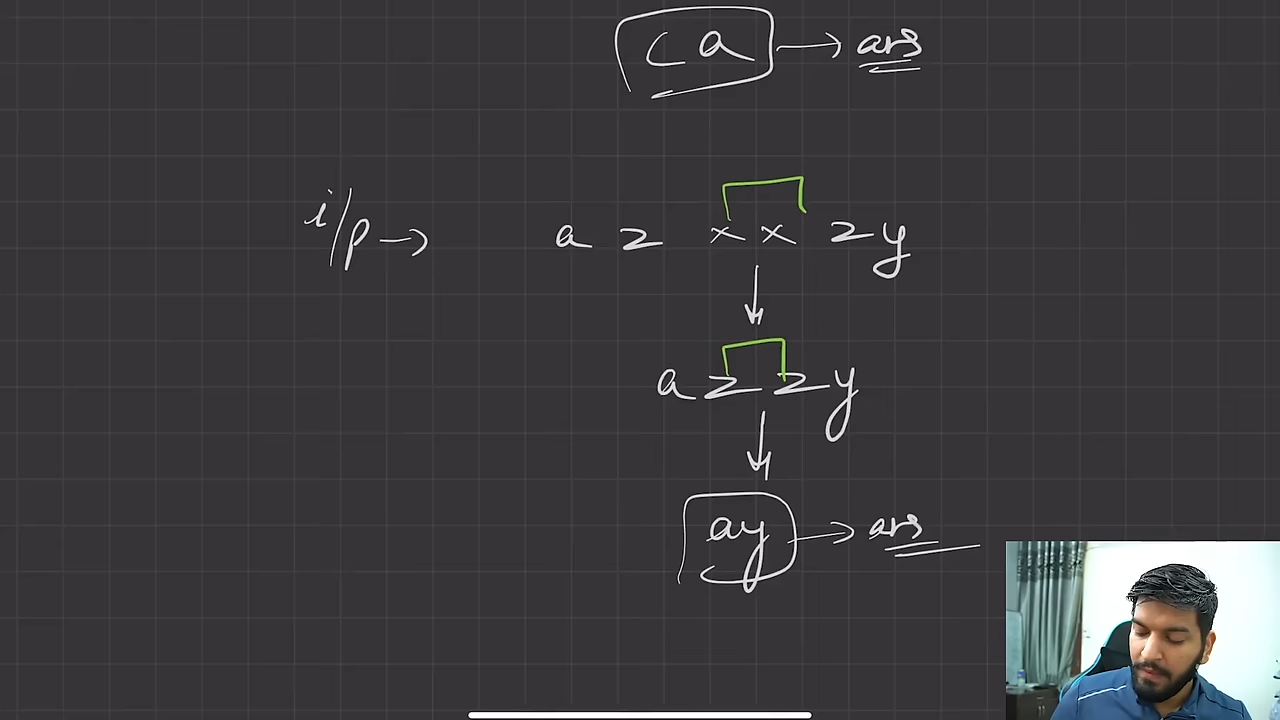 ca → ans
i/p → a z x x z y
a z z y
ay → ans